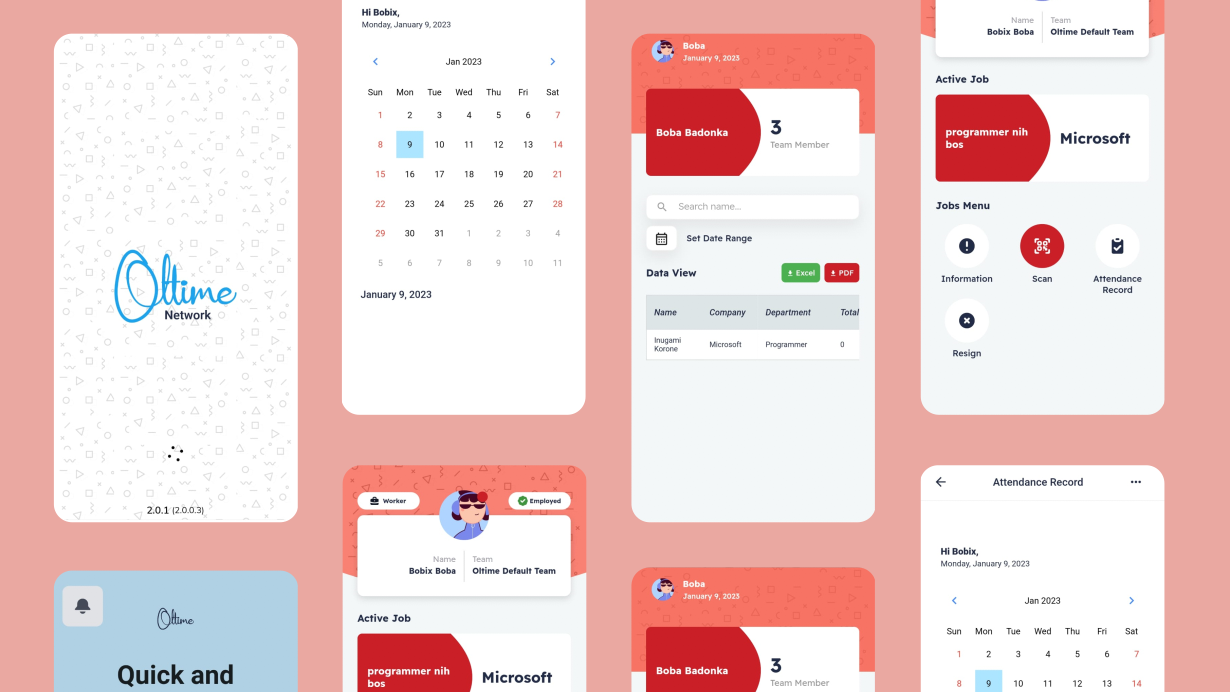 Oltime
Network
2.0.1 (2.0.0.3)
Oltime
Quick and
Hi Bobix,
Monday, January 9, 2023
Jan 2023
Sun Mon Tue Wed Thu Fri Sat
1 2 3 4 5 6 7
8 9 10 11 12 13 14
15 16 17 18 19 20 21
22 23 24 25 26 27 28
29 30 31 1 2 3 4
5 6 7 8 9 10 11
January 9, 2023
Worker
Employed
Name Team
Bobix Boba Oltime Default Team
Active Job
programmer nih
bos
Microsoft
Boba
January 9, 2023
Boba Badonka
3
Team Member
Search name...
Set Date Range
Data View
Excel
PDF
Name Company Department Total
Inugami
Korone
Microsoft Programmer 0
Boba
January 9, 2023
Boba Badonka
3
Team Member
Name Team
Bobix Boba Oltime Default Team
Active Job
programmer nih
bos
Microsoft
Jobs Menu
Information
Scan
Attendance
Record
Resign
Attendance Record
Hi Bobix,
Monday, January 9, 2023
Jan 2023
Sun Mon Tue Wed Thu Fri Sat
1 2 3 4 5 6 7
8 9 10 11 12 13 14